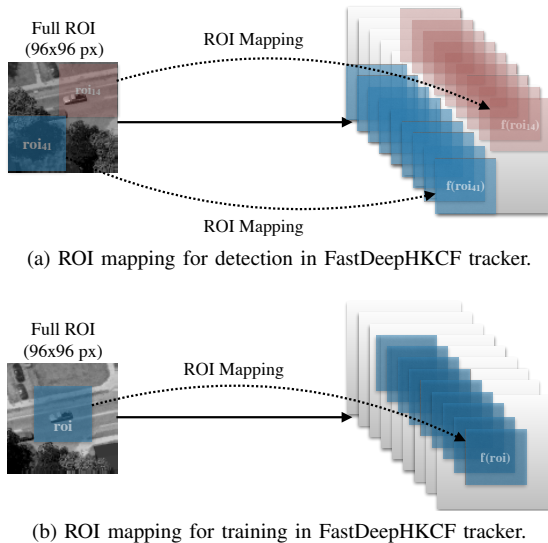 Full ROI
(96x96 px)
ROI Mapping
roi14
roi41
f(roi14)
f(roi41)
ROI Mapping
(a) ROI mapping for detection in FastDeepHKCF tracker.
Full ROI
(96x96 px)
ROI Mapping
roi
f(roi)
(b) ROI mapping for training in FastDeepHKCF tracker.